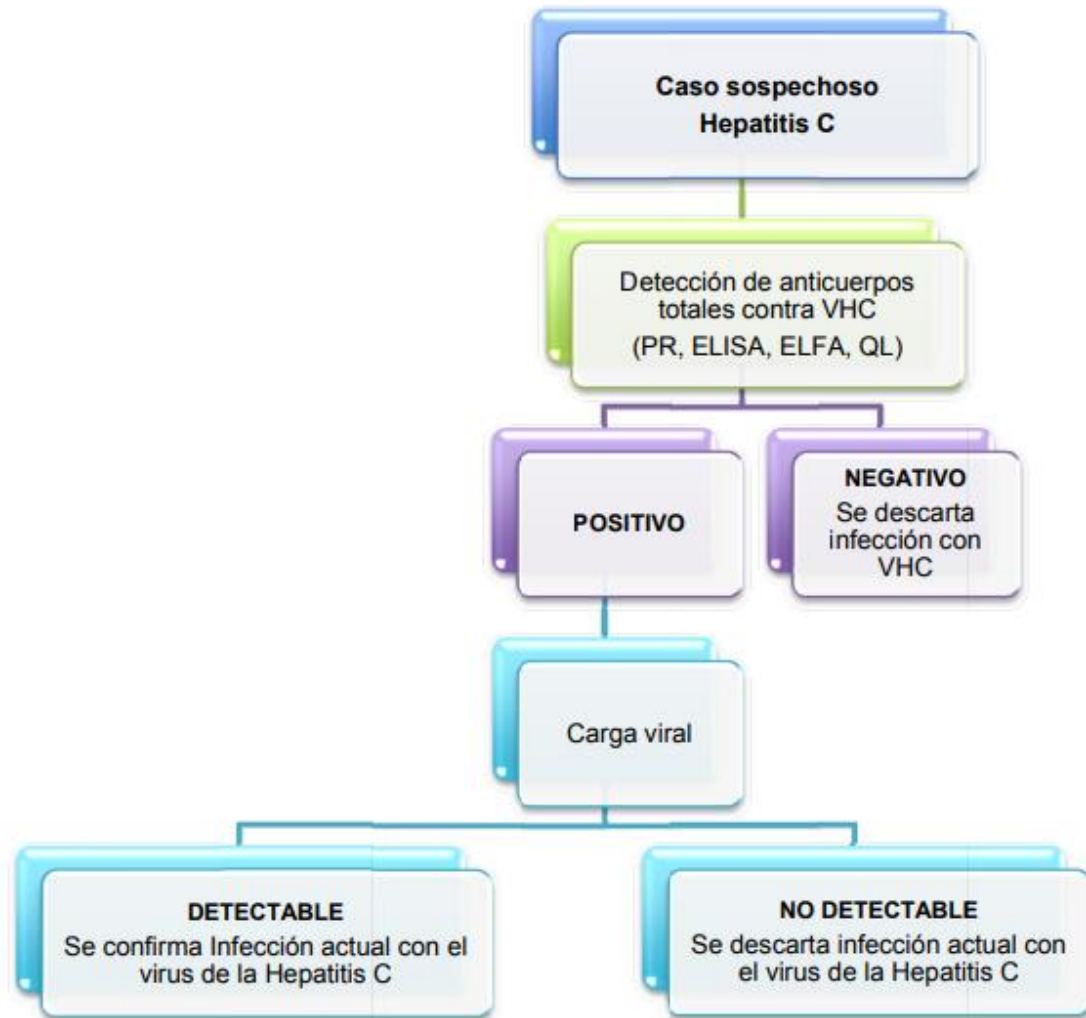 Caso sospechoso
Hepatitis C
Detección de anticuerpos
totales contra VHC
(PR, ELISA, ELFA, QL)
POSITIVO
NEGATIVO
Se descarta
infección con
VHC
Carga viral
DETECTABLE
Se confirma Infección actual con el
virus de la Hepatitis C
NO DETECTABLE
Se descarta infección actual con
el virus de la Hepatitis C